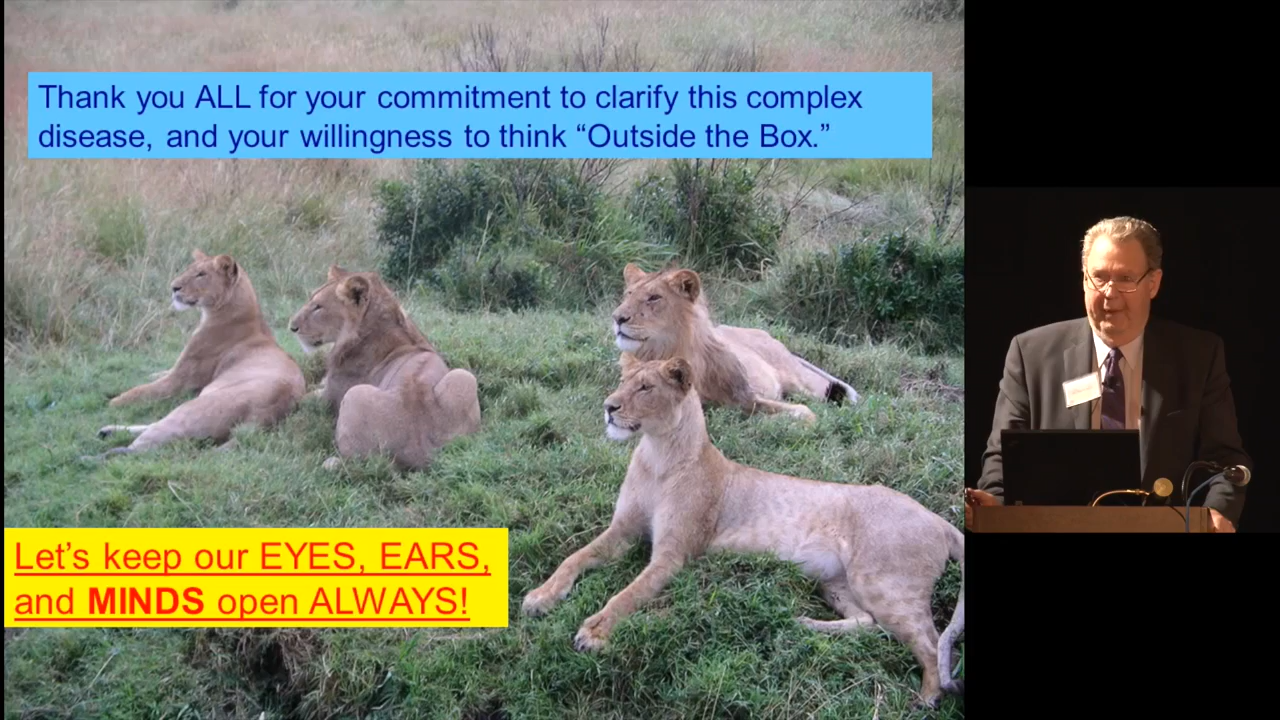 Thank you ALL for your commitment to clarify this complex
disease, and your willingness to think “Outside the Box.”
Let’s keep our EYES, EARS,
and MINDS open ALWAYS!